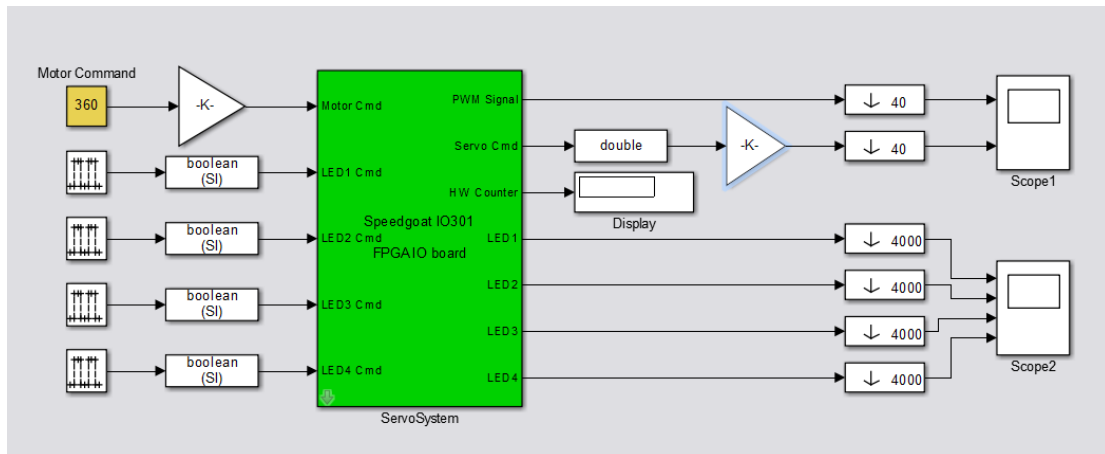 Motor Command
360
-K-
boolean
(SI)
boolean
(SI)
boolean
(SI)
boolean
(SI)
Motor Cmd
LED1 Cmd
LED2 Cmd
LED3 Cmd
LED4 Cmd
Speedgoat IO301
FPGAIO board
PWM Signal
Servo Cmd
HW Counter
LED1
LED2
LED3
LED4
ServoSystem
double
Display
-K-
40
40
4000
4000
4000
4000
Scope1
Scope2